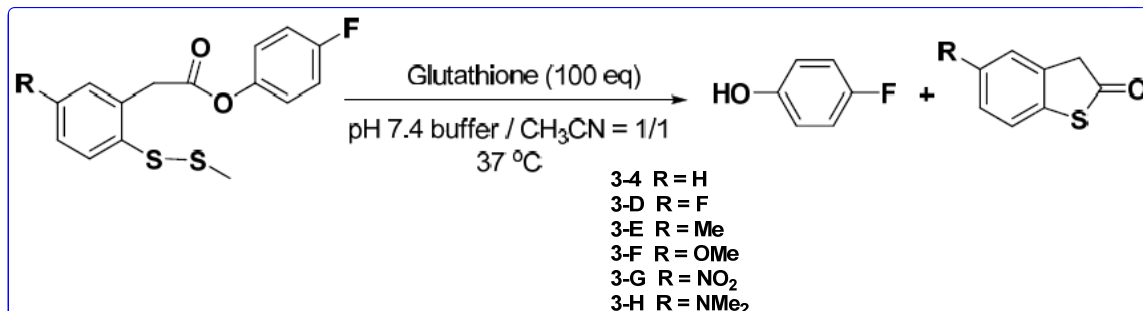 R
O
O
F
S
S
Glutathione (100 eq)
pH 7.4 buffer / CH₃CN = 1/1
37 ºC
HO
F
+
R
S
O
3-4 R = H
3-D R = F
3-E R = Me
3-F R = OMe
3-G R = NO₂
3-H R = NMe₂